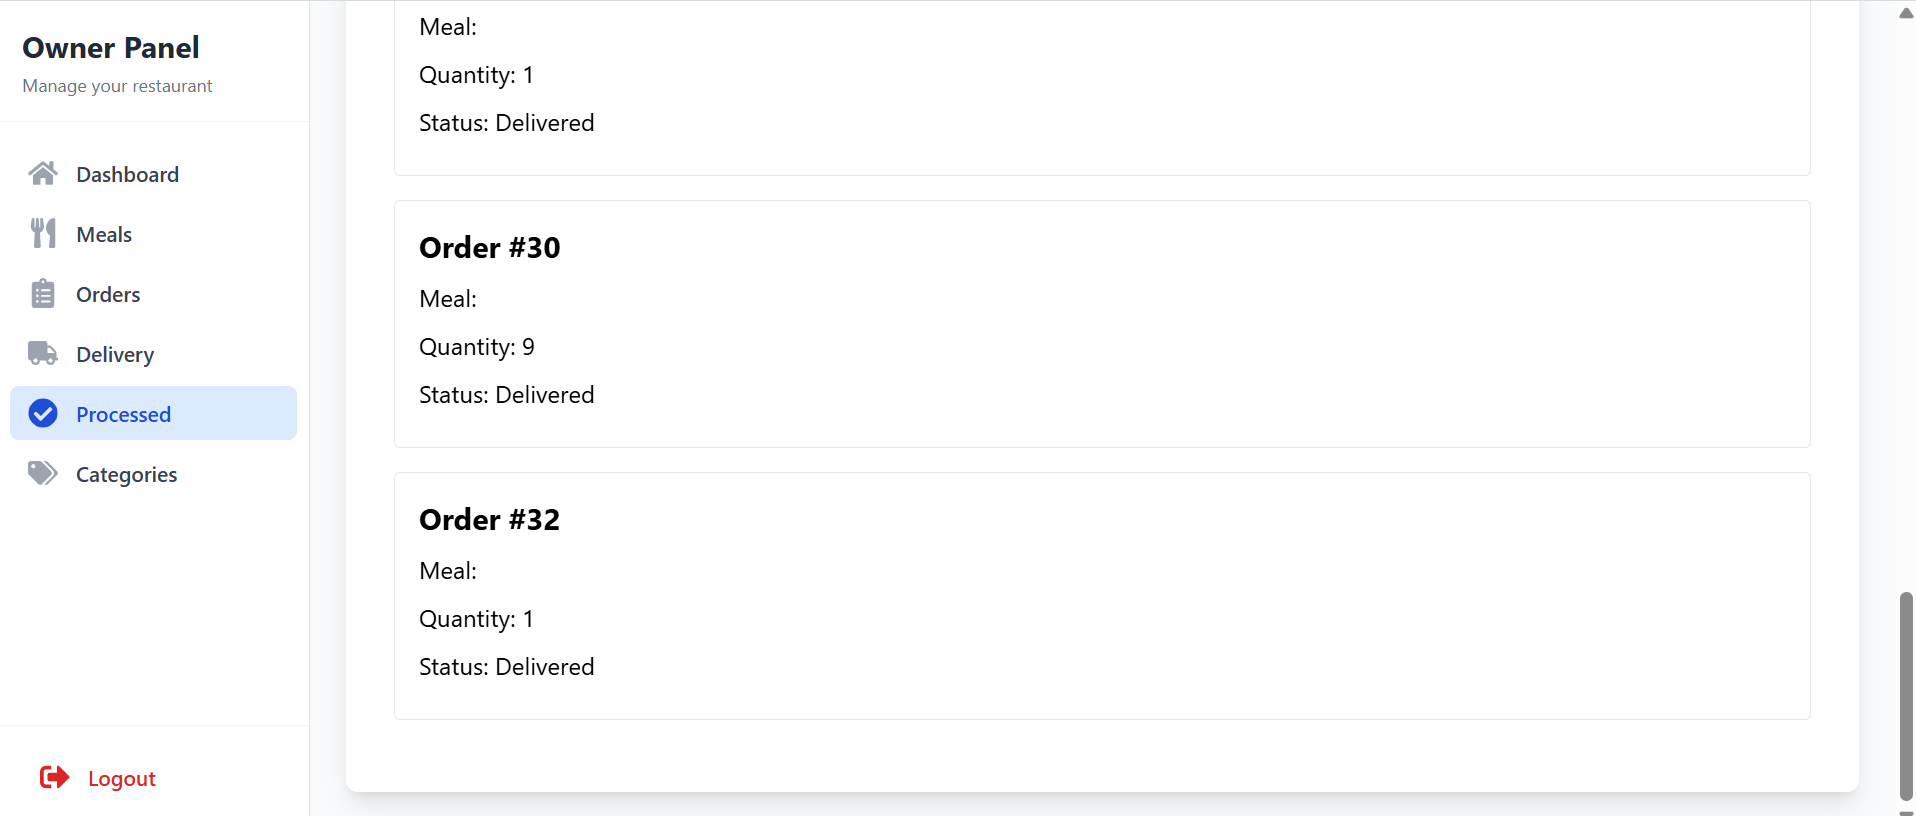 Owner Panel
Manage your restaurant
Dashboard
Meals
Orders
Delivery
Processed
Categories
Logout
Meal:
Quantity: 1
Status: Delivered
Order #30
Meal:
Quantity: 9
Status: Delivered
Order #32
Meal:
Quantity: 1
Status: Delivered